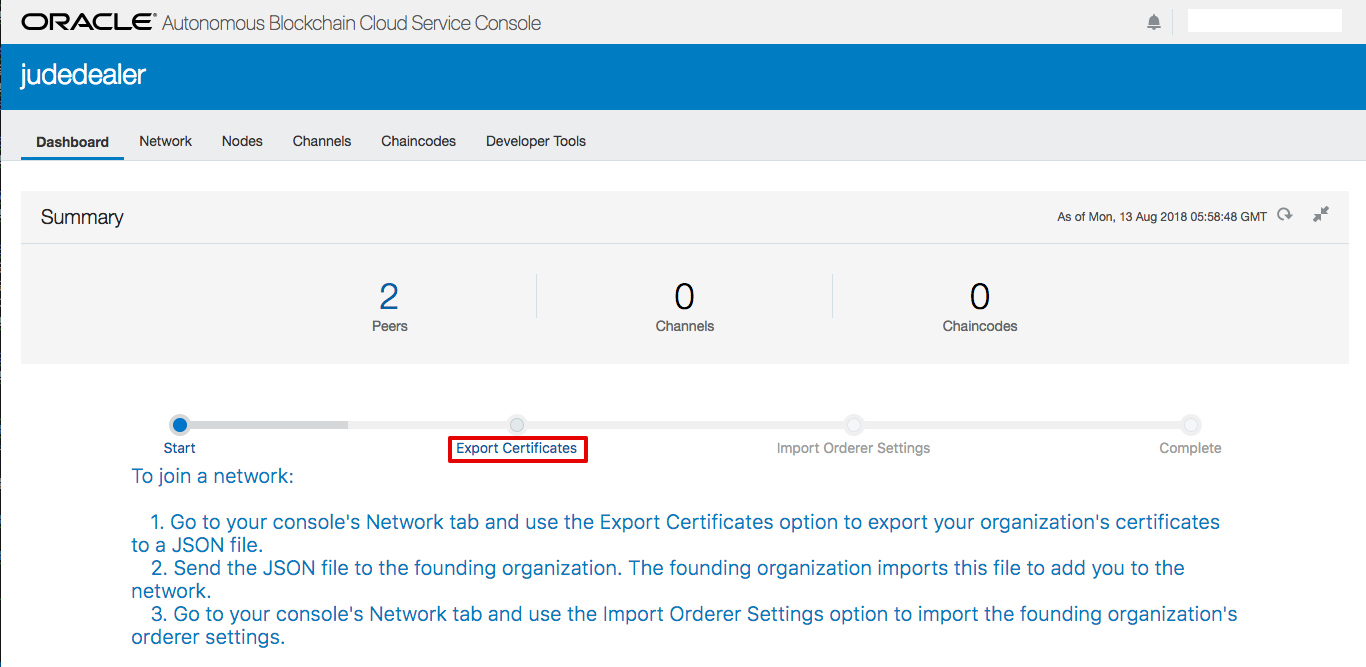 ORACLE® Autonomous Blockchain Cloud Service Console
judedealer
Dashboard Network Nodes Channels Chaincodes Developer Tools
Summary As of Mon, 13 Aug 2018 05:58:48 GMT
2 0 0
Peers Channels Chaincodes
Start Export Certificates Import Orderer Settings Complete
To join a network:
1. Go to your console's Network tab and use the Export Certificates option to export your organization's certificates
to a JSON file.
2. Send the JSON file to the founding organization. The founding organization imports this file to add you to the
network.
3. Go to your console's Network tab and use the Import Orderer Settings option to import the founding organization's
orderer settings.